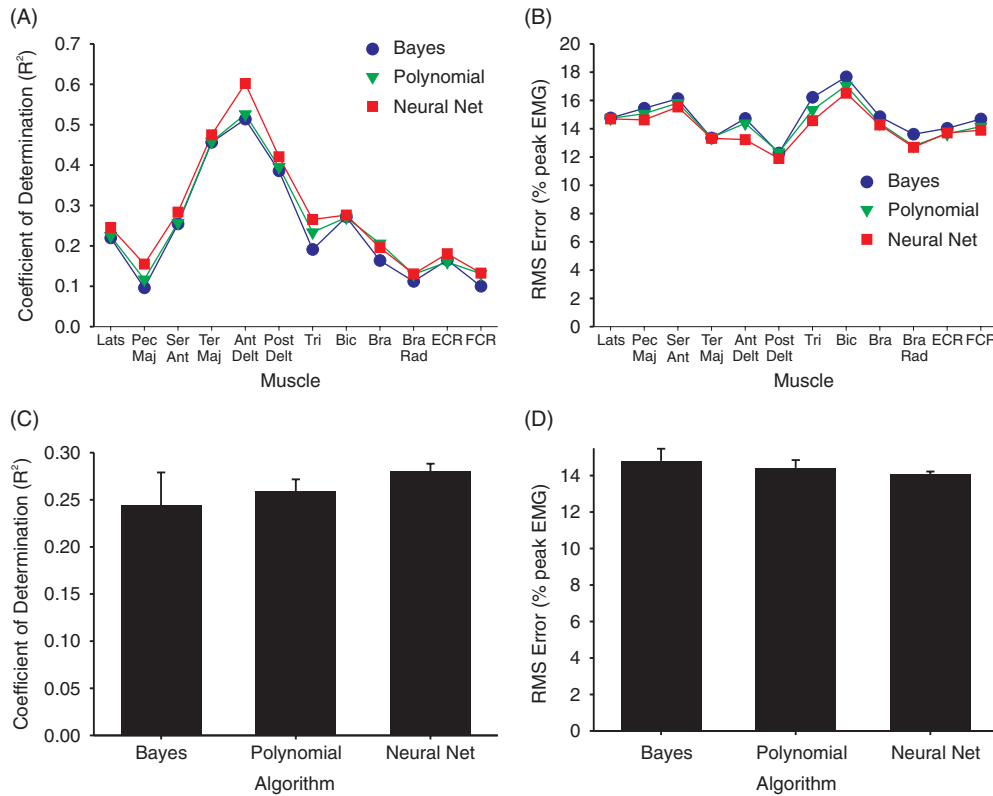 (A)
Coefficient of Determination (R²)
0.7
0.6
0.5
0.4
0.3
0.2
0.1
0.0
Bayes
Polynomial
Neural Net
Lats
Pec Maj
Ser Ant
Ter Maj
Ant Delt
Post Delt
Tri
Bic
Bra
Bra Rad
ECR
FCR
Muscle
(B)
RMS Error (% peak EMG)
20
18
16
14
12
10
8
6
4
2
0
Bayes
Polynomial
Neural Net
Lats
Pec Maj
Ser Ant
Ter Maj
Ant Delt
Post Delt
Tri
Bic
Bra
Bra Rad
ECR
FCR
Muscle
(C)
Coefficient of Determination (R²)
0.30
0.25
0.20
0.15
0.10
0.05
0.00
Bayes
Polynomial
Neural Net
Algorithm
(D)
RMS Error (% peak EMG)
14
12
10
8
6
4
2
0
Bayes
Polynomial
Neural Net
Algorithm